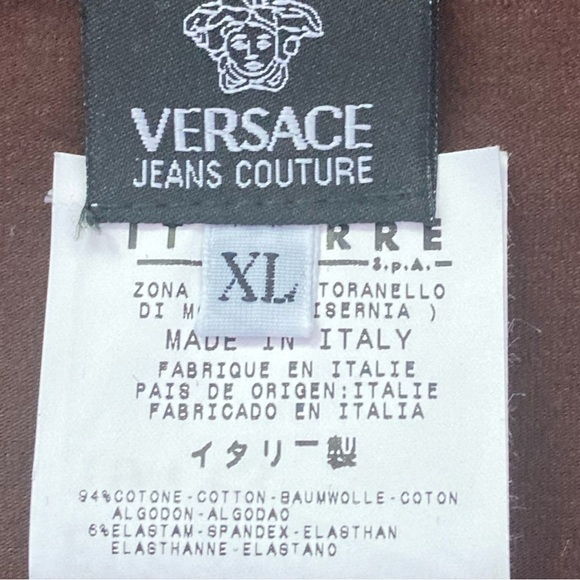 VERSACE
JEANS COUTURE
XL
IT RRE
S.p.A.
ZONA TORANELLO
DI M ISERNIA )
MADE IN ITALY
FABRIQUE EN ITALIE
PAIS DE ORIGEN:ITALIE
FABRICADO EN ITALIA
イタリー製
94%COTONE-COTTON-BAUMWOLLE-COTON
ALGODON-ALGODAO
6%ELASTAM-SPANDEX-ELASTHAN
ELASTHANNE-ELASTANO